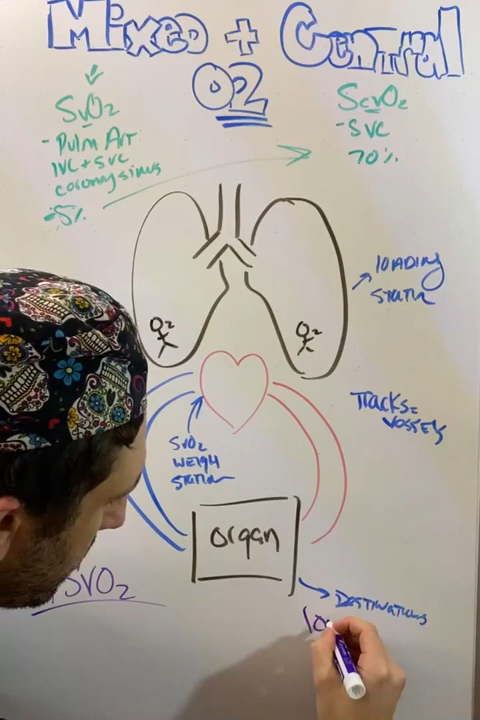 Mixed + Central
O2
SvO2
- Pulm Art
IVC + SVC
coronary sinus
-5%
ScvO2
- SVC
70%
loading
station
O2
O2
Tracks=
vessels
SvO2
weigh
station
organ
SvO2
Destinations